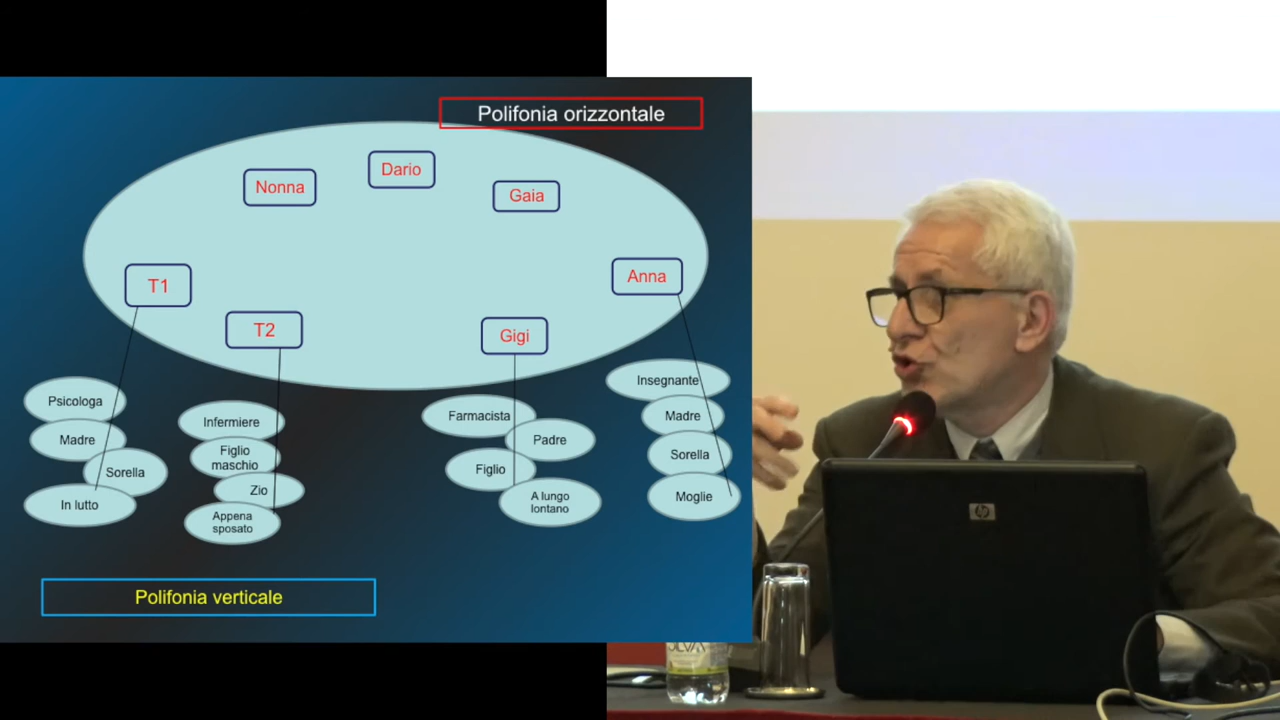 Polifonia orizzontale
Dario
Nonna
Gaia
T1
Anna
T2
Gigi
Psicologa
Madre
Sorella
In lutto
Infermiere
Figlio
maschio
Zio
Appena
sposato
Farmacista
Padre
Figlio
A lungo
lontano
Insegnante
Madre
Sorella
Moglie
Polifonia verticale
hp